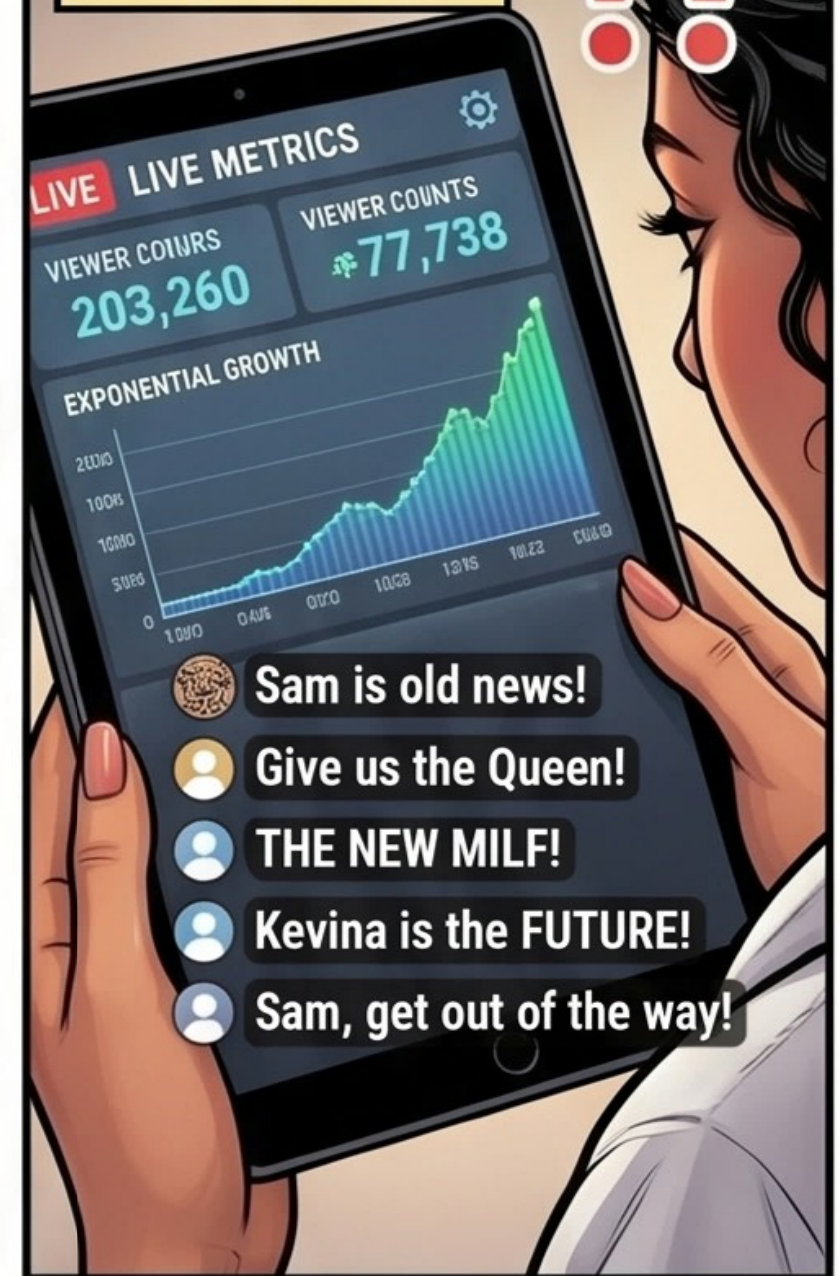 LIVE LIVE METRICS
VIEWER COUNTS
77,738
VIEWER
203,260
EXPONENTIAL GROWTH
0
Sam is old news!
Give us the Queen!
THE NEW MILF!
Kevina is the FUTURE!
Sam, get out of the way!